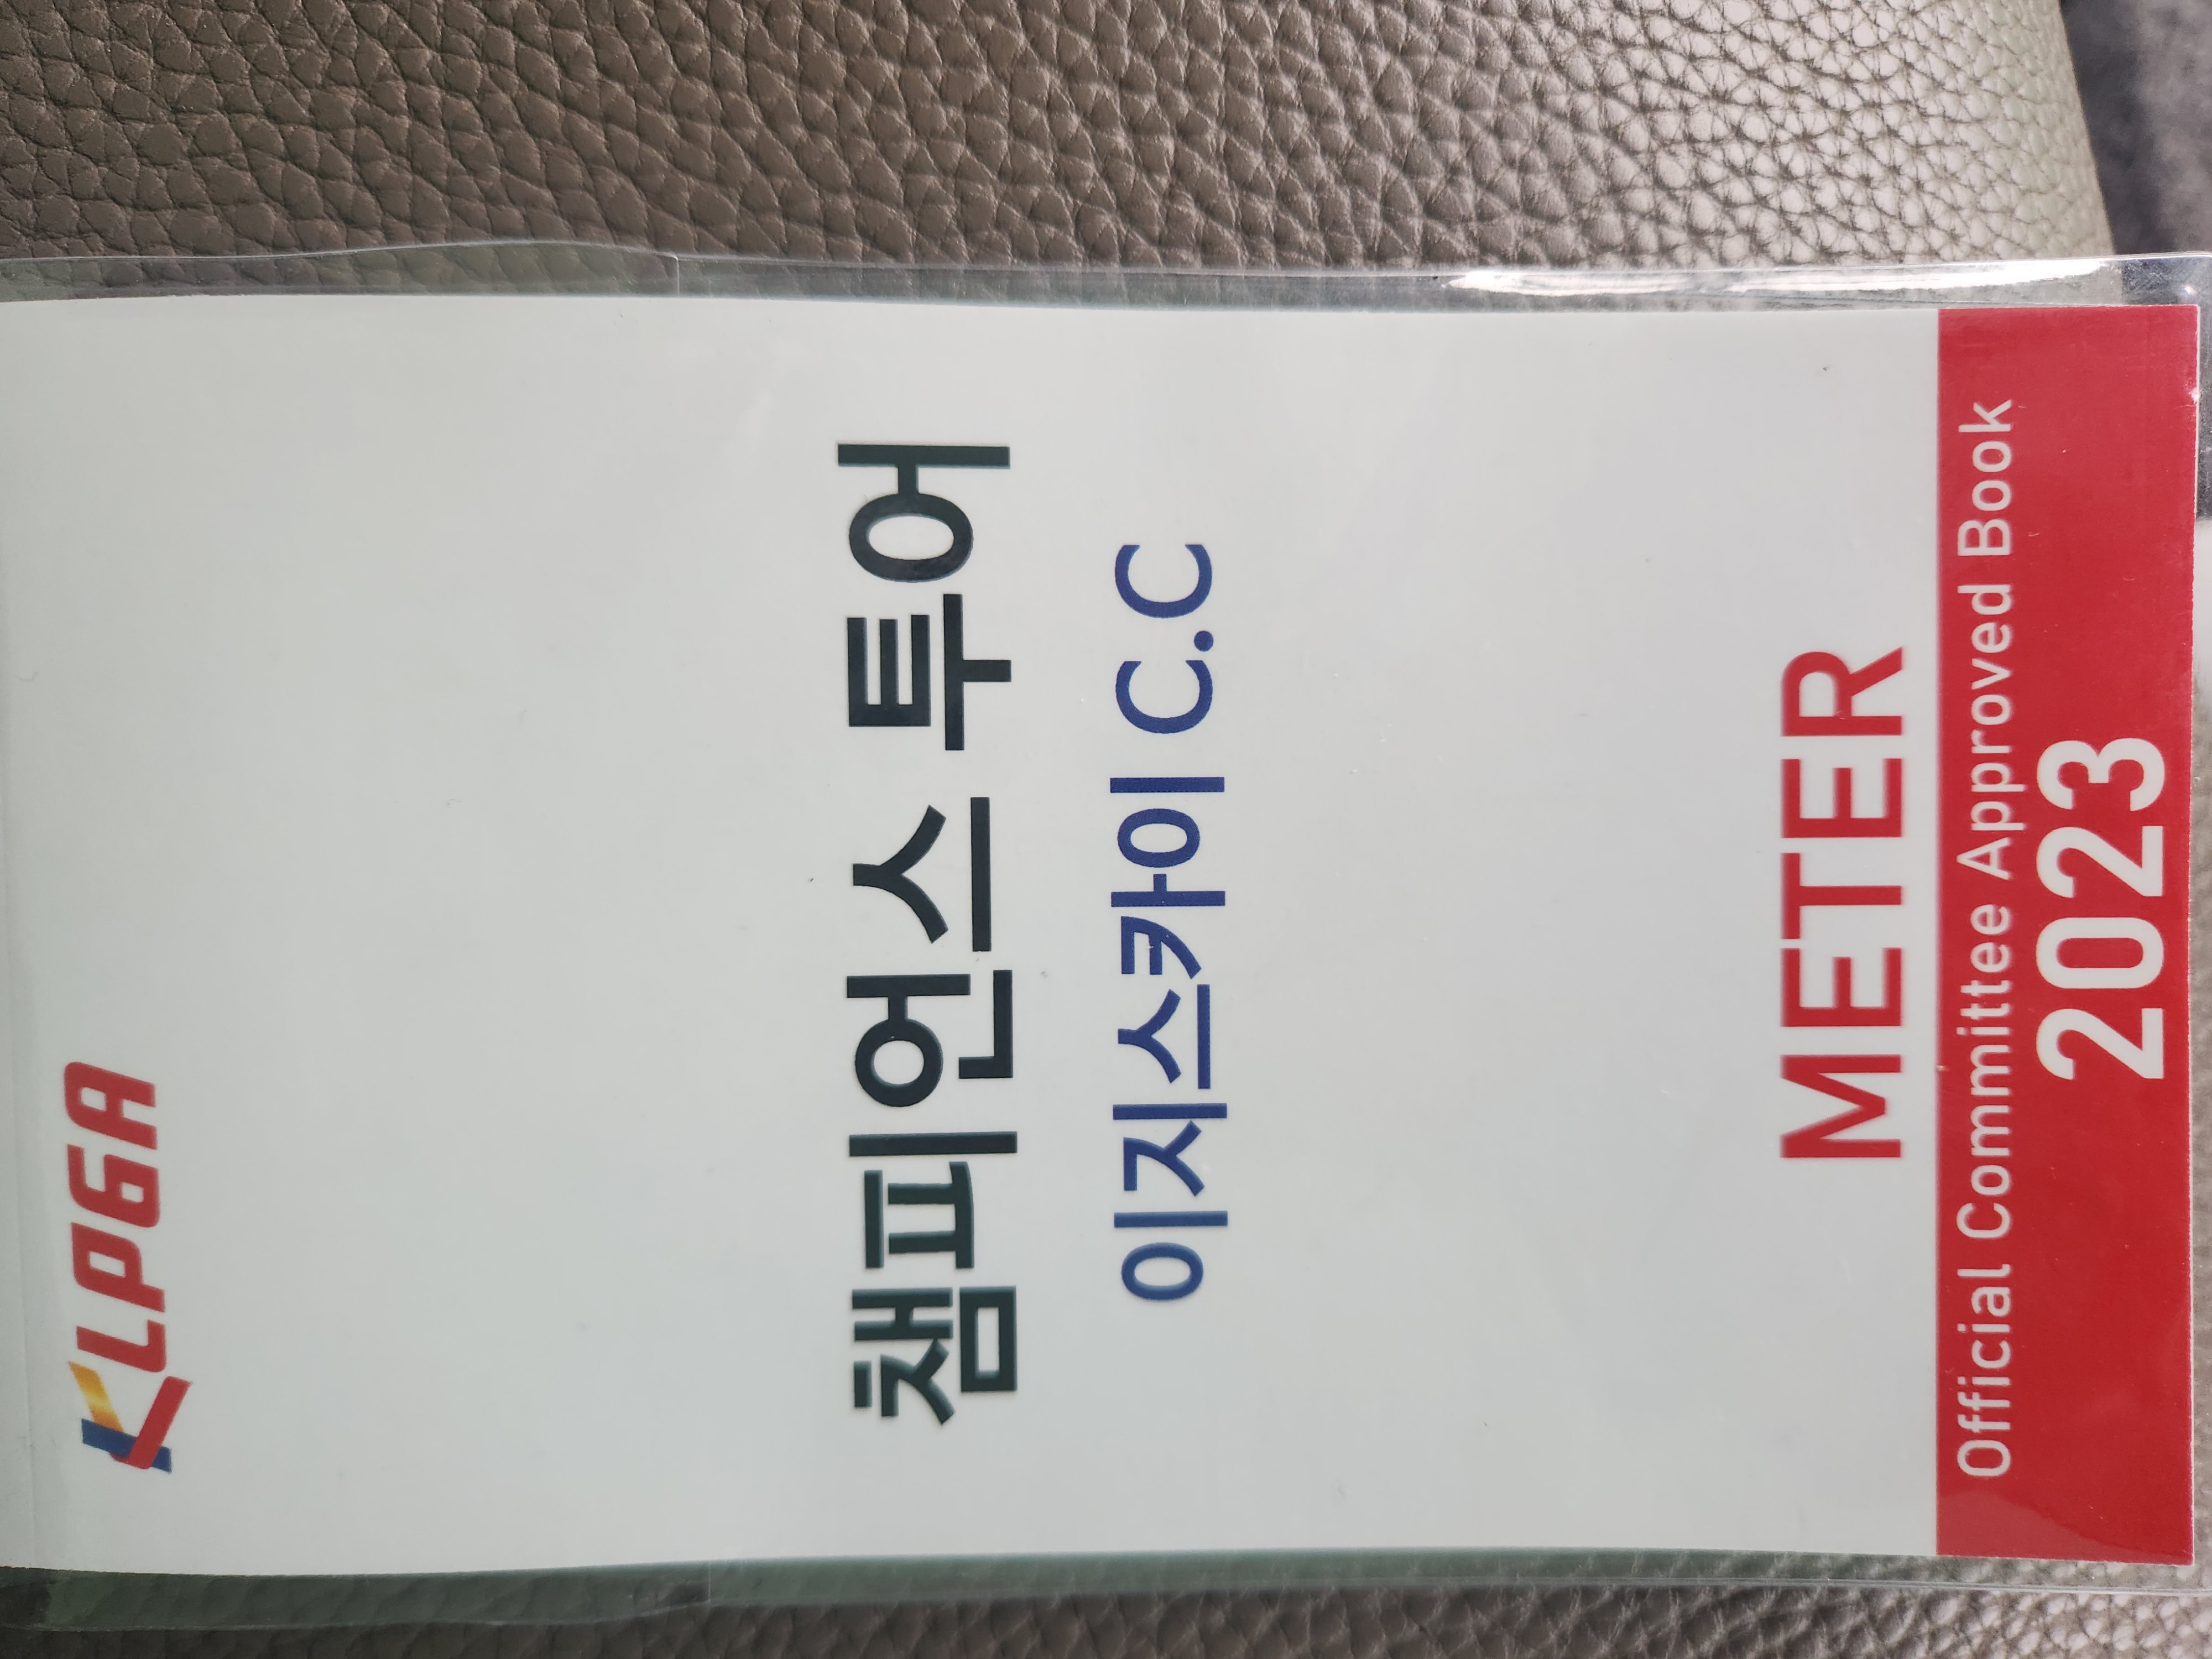 KLPGA
챔피언스 투어
이지스카이 C.C
METER
Official Committee Approved Book
2023